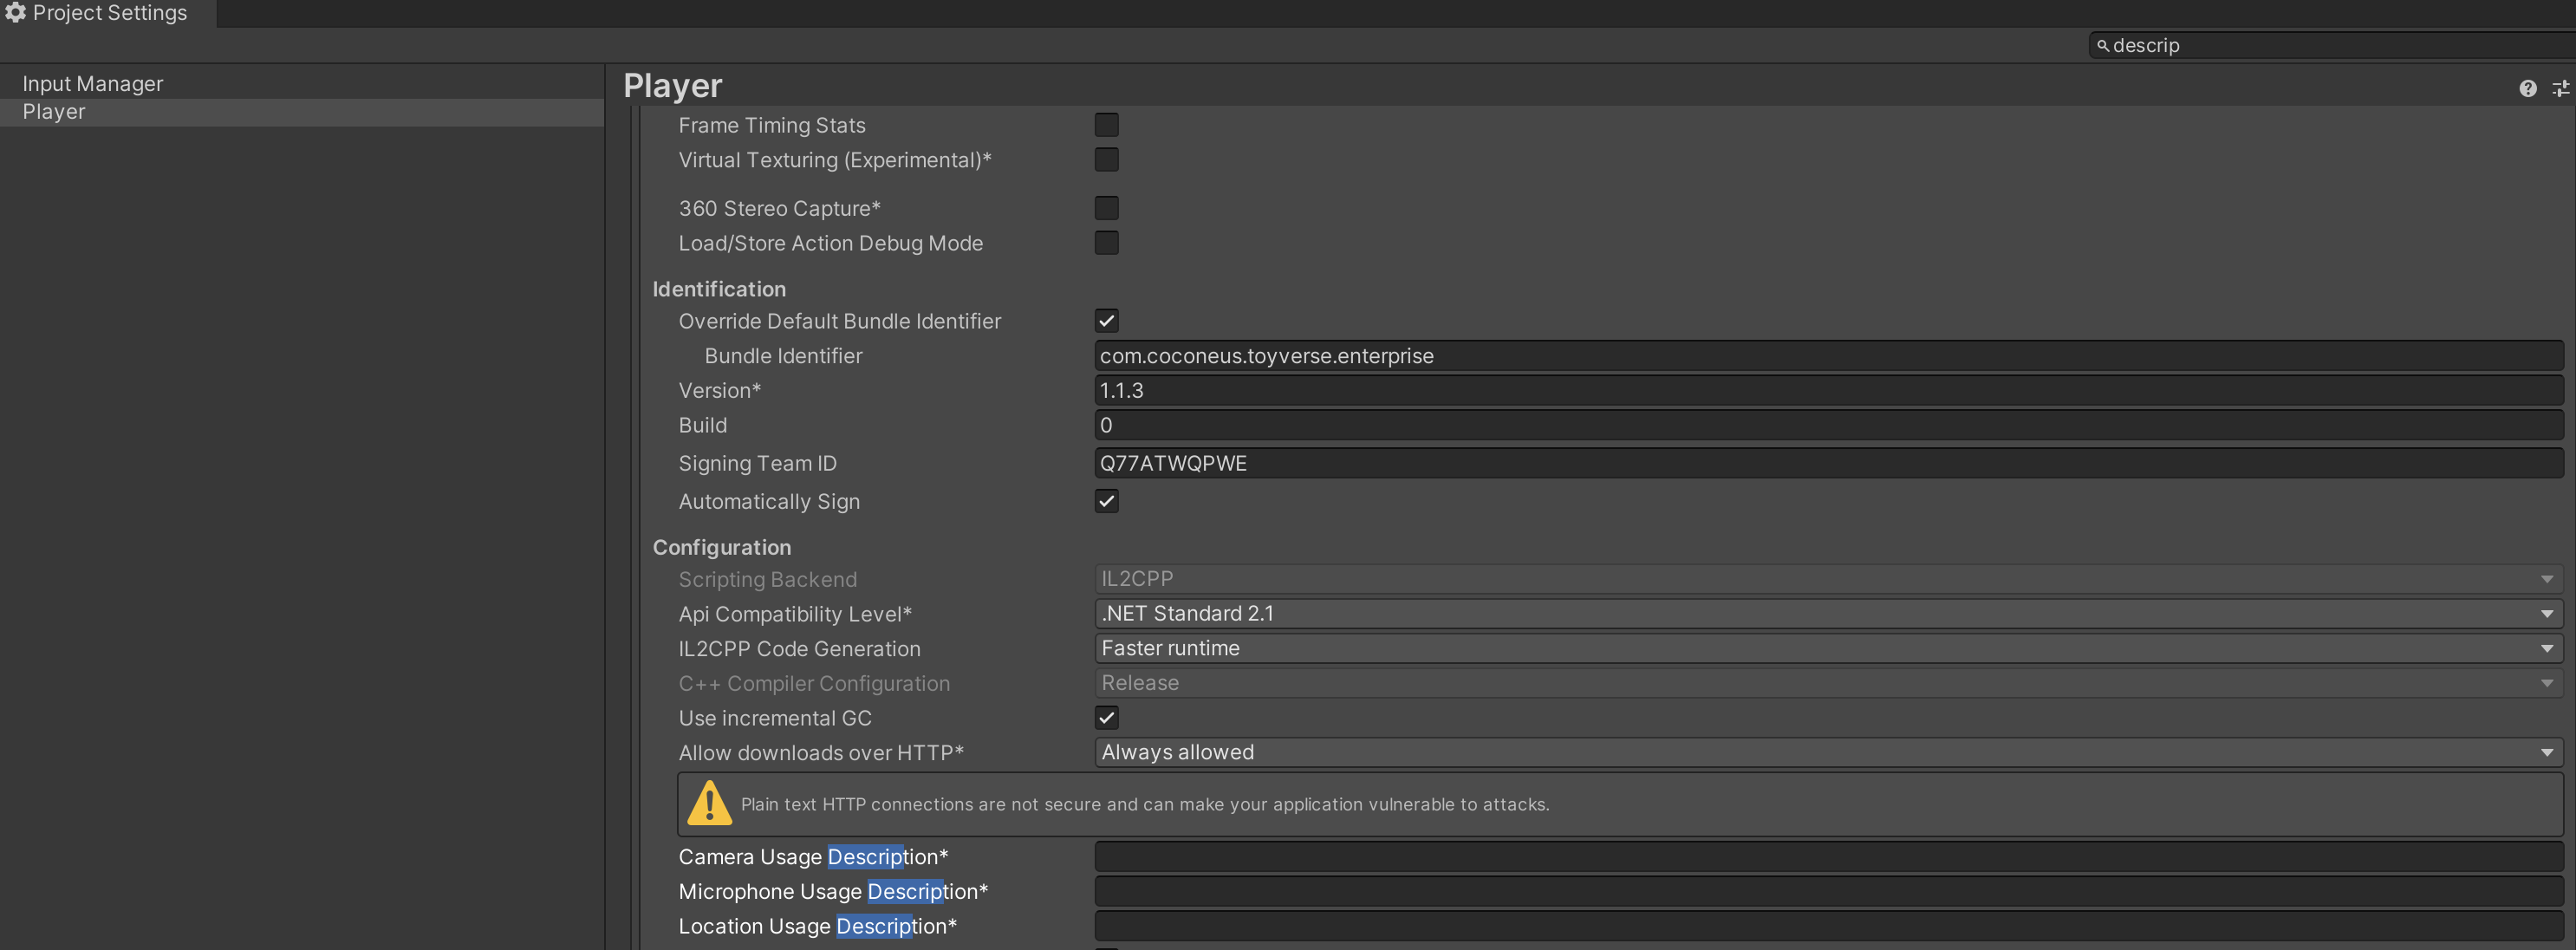 Project Settings
descrip
Input Manager
Player
Player
Frame Timing Stats
Virtual Texturing (Experimental)*
360 Stereo Capture*
Load/Store Action Debug Mode
Identification
Override Default Bundle Identifier
Bundle Identifier com.coconeus.toyverse.enterprise
Version* 1.1.3
Build 0
Signing Team ID Q77ATWQPWE
Automatically Sign
Configuration
Scripting Backend IL2CPP
Api Compatibility Level* .NET Standard 2.1
IL2CPP Code Generation Faster runtime
C++ Compiler Configuration Release
Use incremental GC
Allow downloads over HTTP* Always allowed
Plain text HTTP connections are not secure and can make your application vulnerable to attacks.
Camera Usage Description*
Microphone Usage Description*
Location Usage Description*